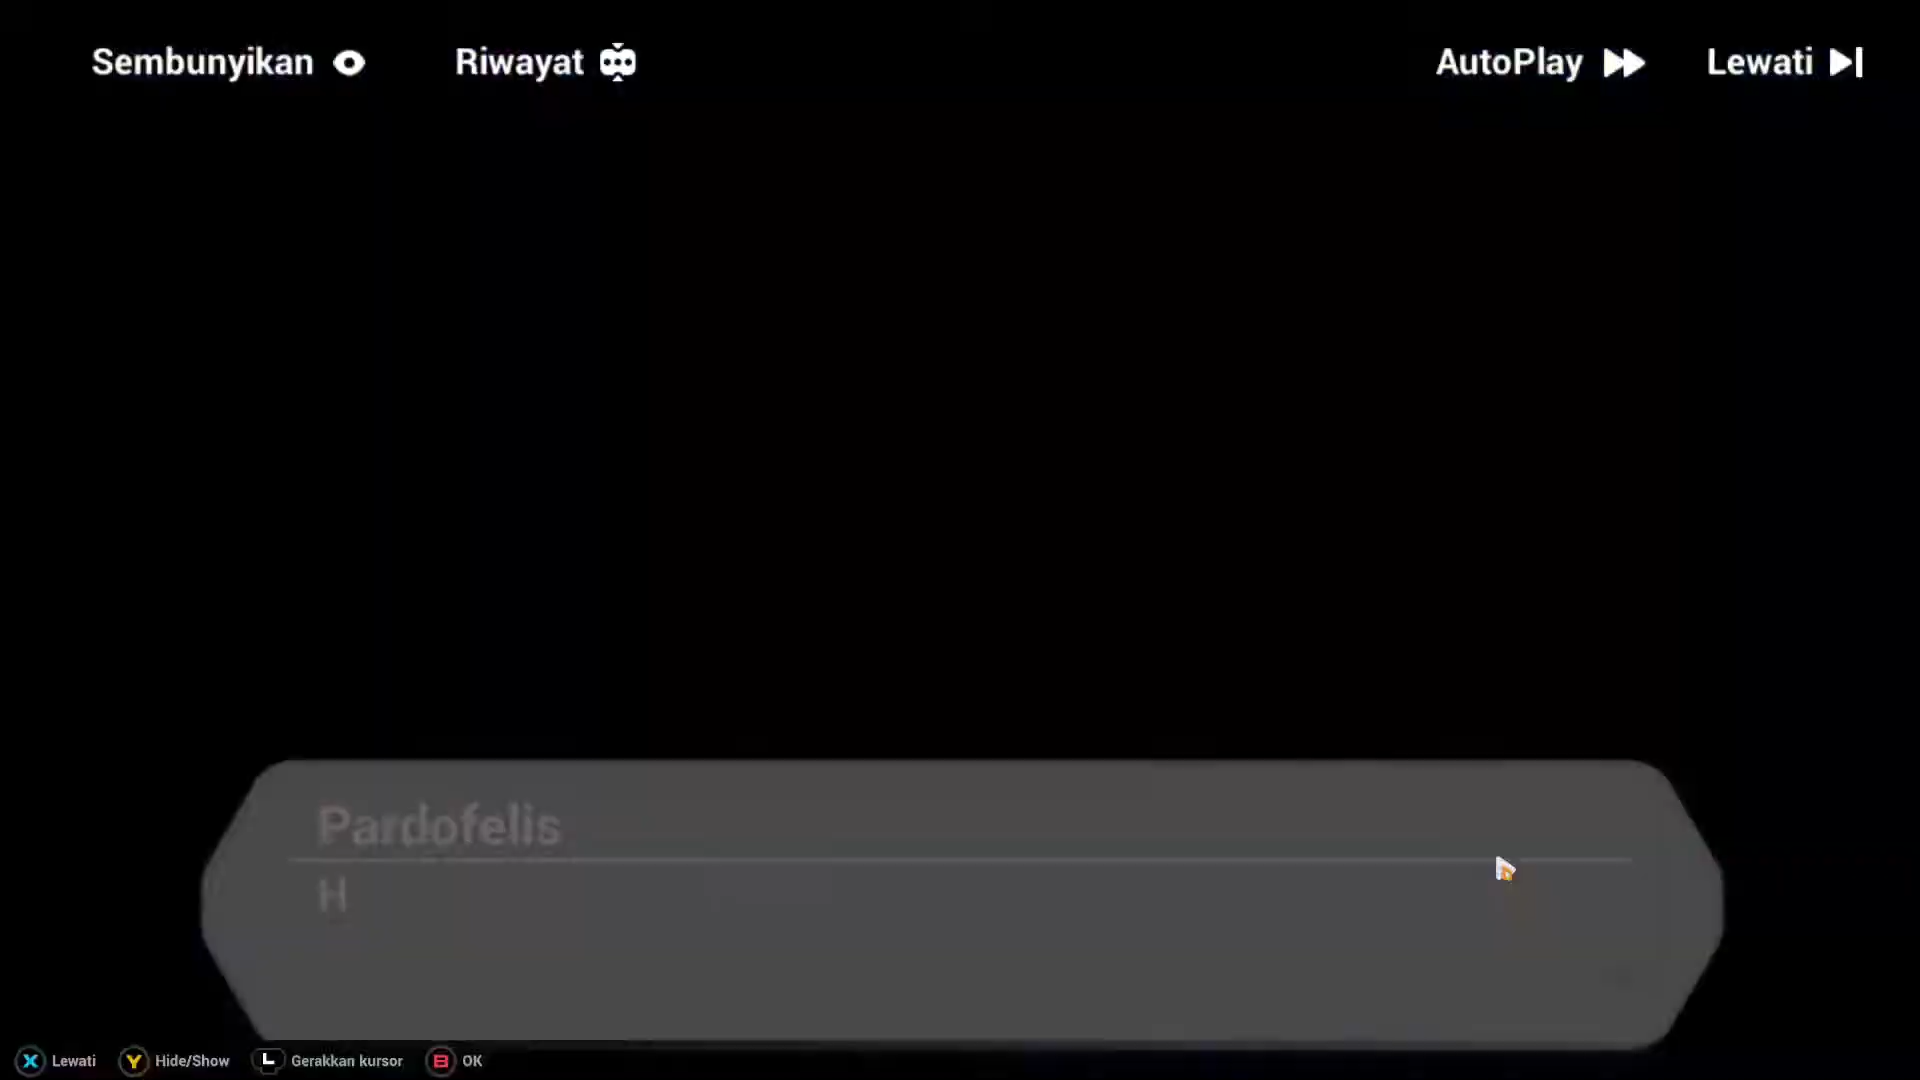 Sembunyikan Riwayat AutoPlay Lewati
Pardofelis
H
X Lewati Y Hide/Show L Gerakkan kursor B OK